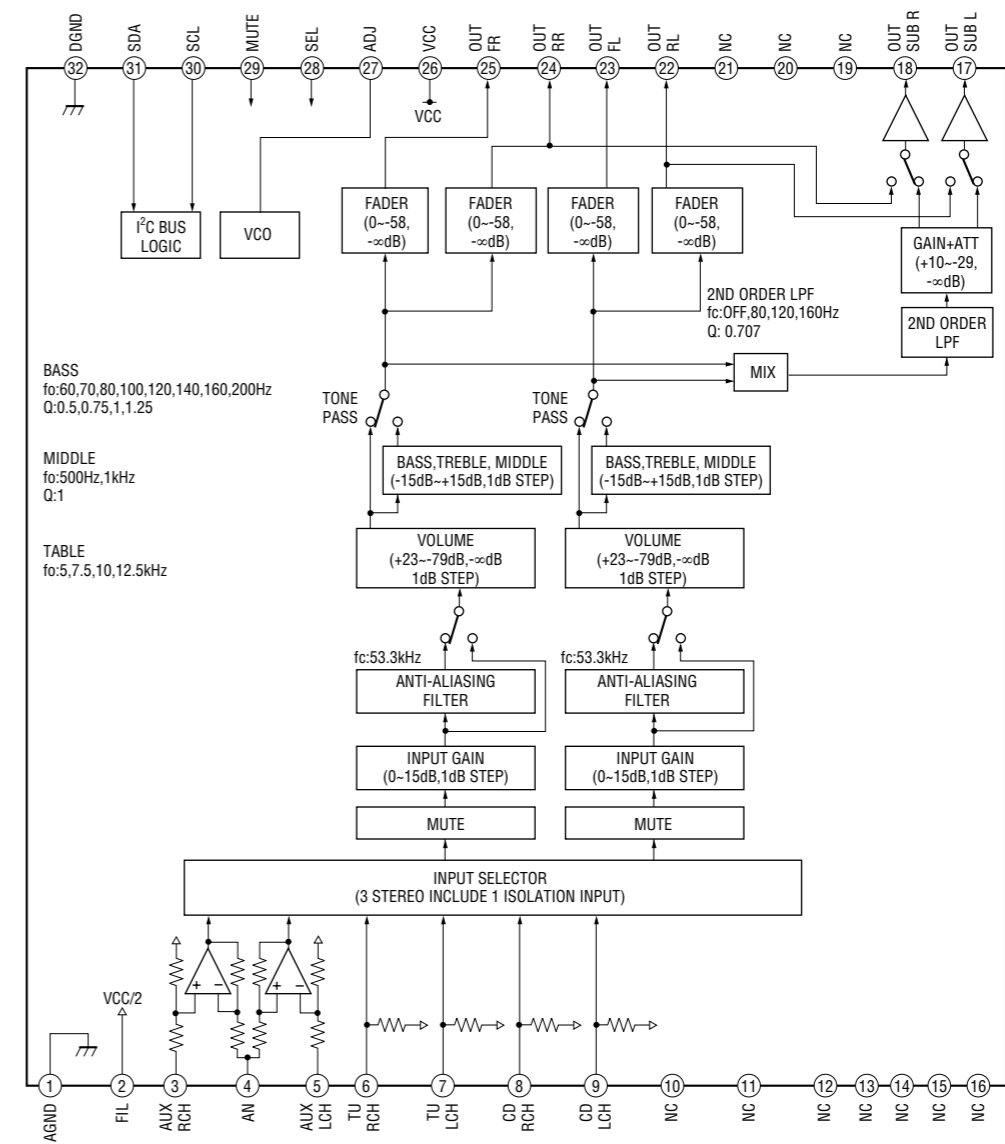 DGND
SDA
SCL
MUTE
SEL
ADJ
VCC
OUT
FR
OUT
RR
OUT
FL
OUT
RL
NC
NC
NC
OUT
SUB R
OUT
SUB L
32
31
30
29
28
27
26
25
24
23
22
21
20
19
18
17
VCC
I²C BUS
LOGIC
VCO
FADER
(0~-58,
-∞dB)
FADER
(0~-58,
-∞dB)
FADER
(0~-58,
-∞dB)
FADER
(0~-58,
-∞dB)
GAIN+ATT
(+10~-29,
-∞dB)
2ND ORDER LPF
fc:OFF,80,120,160Hz
Q: 0.707
2ND ORDER
LPF
MIX
BASS
fo:60,70,80,100,120,140,160,200Hz
Q:0.5,0.75,1,1.25
TONE
PASS
TONE
PASS
MIDDLE
fo:500Hz,1kHz
Q:1
BASS,TREBLE, MIDDLE
(-15dB~+15dB,1dB STEP)
BASS,TREBLE, MIDDLE
(-15dB~+15dB,1dB STEP)
TABLE
fo:5,7.5,10,12.5kHz
VOLUME
(+23~-79dB,-∞dB
1dB STEP)
VOLUME
(+23~-79dB,-∞dB
1dB STEP)
fc:53.3kHz
fc:53.3kHz
ANTI-ALIASING
FILTER
ANTI-ALIASING
FILTER
INPUT GAIN
(0~15dB,1dB STEP)
INPUT GAIN
(0~15dB,1dB STEP)
MUTE
MUTE
INPUT SELECTOR
(3 STEREO INCLUDE 1 ISOLATION INPUT)
+ −
+ −
VCC/2
1
2
3
4
5
6
7
8
9
10
11
12
13
14
15
16
AGND
FIL
AUX
RCH
AN
AUX
LCH
TU
RCH
TU
LCH
CD
RCH
CD
LCH
NC
NC
NC
NC
NC
NC
NC